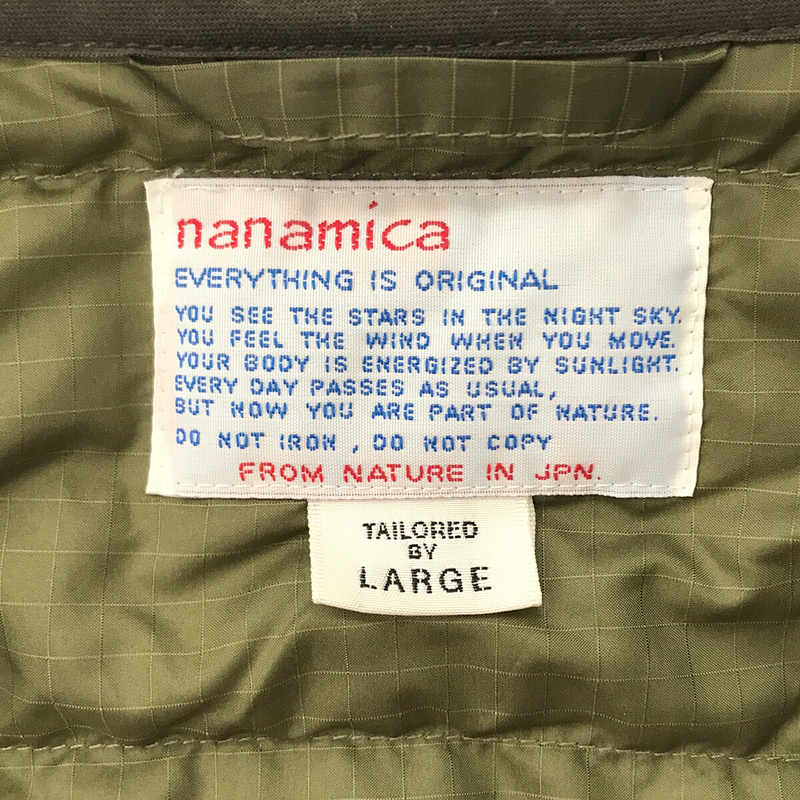 nanamica
EVERYTHING IS ORIGINAL
YOU SEE THE STARS IN THE NIGHT SKY.
YOU FEEL THE WIND WHEN YOU MOVE.
YOUR BODY IS ENERGIZED BY SUNLIGHT.
EVERY DAY PASSES AS USUAL,
BUT NOW YOU ARE PART OF NATURE.
DO NOT IRON , DO NOT COPY
FROM NATURE IN JPN.
TAILORED
BY
LARGE